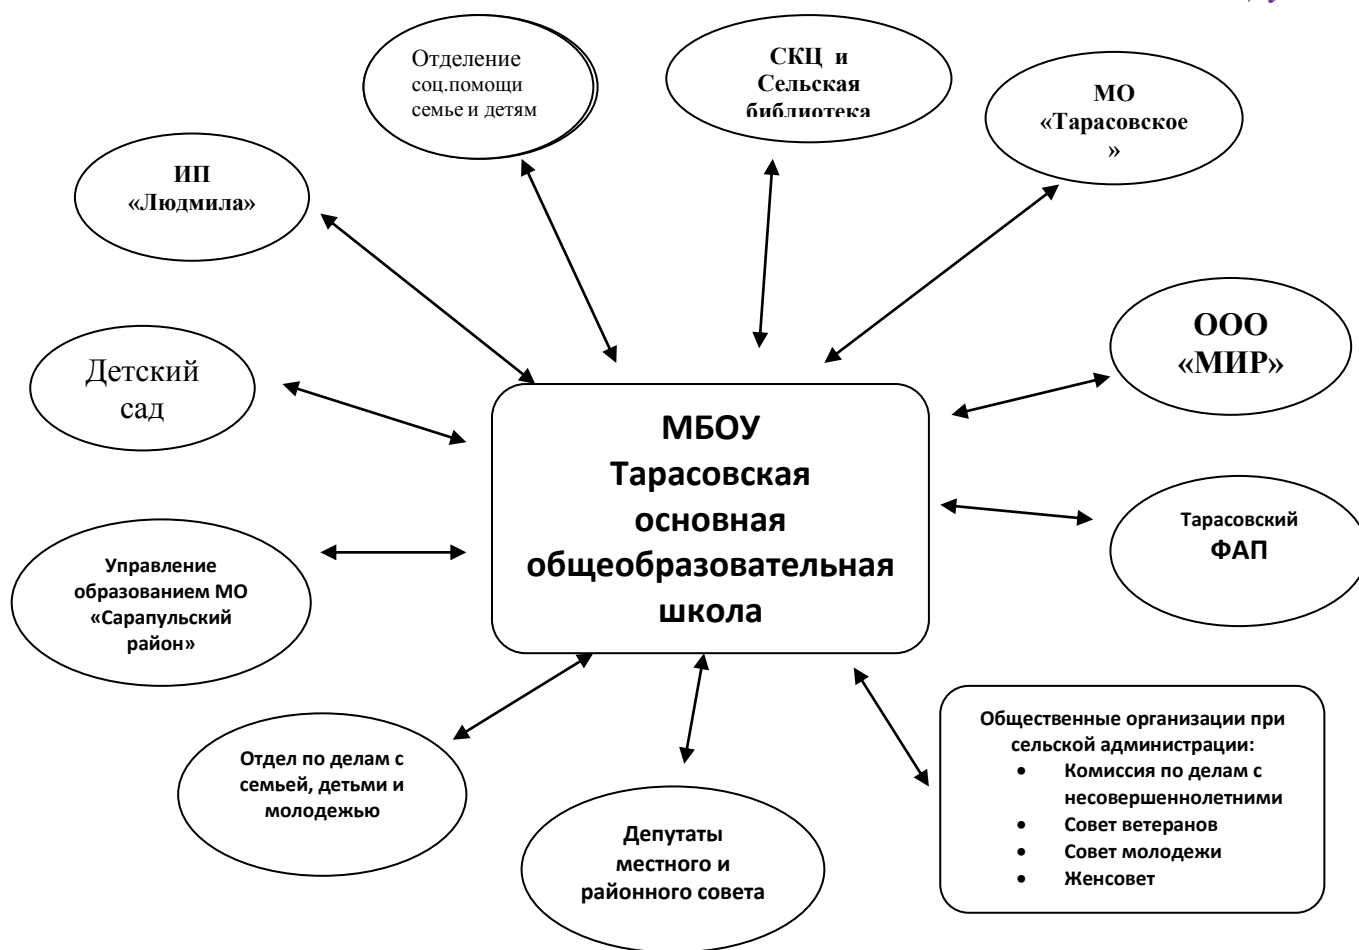 Отделение
соц.помощи
семье и детям
СКЦ и
Сельская
библиотека
МО
«Тарасовское
»
ИП
«Людмила»
ООО
«МИР»
Детский
сад
МБОУ
Тарасовская
основная
общеобразовательная
школа
Тарасовский
ФАП
Управление
образованием МО
«Сарапульский
район»
Отдел по делам с
семьей, детьми и
молодежью
Депутаты
местного и
районного совета
Общественные организации при
сельской администрации:
• Комиссия по делам с
несовершеннолетними
• Совет ветеранов
• Совет молодежи
• Женсовет